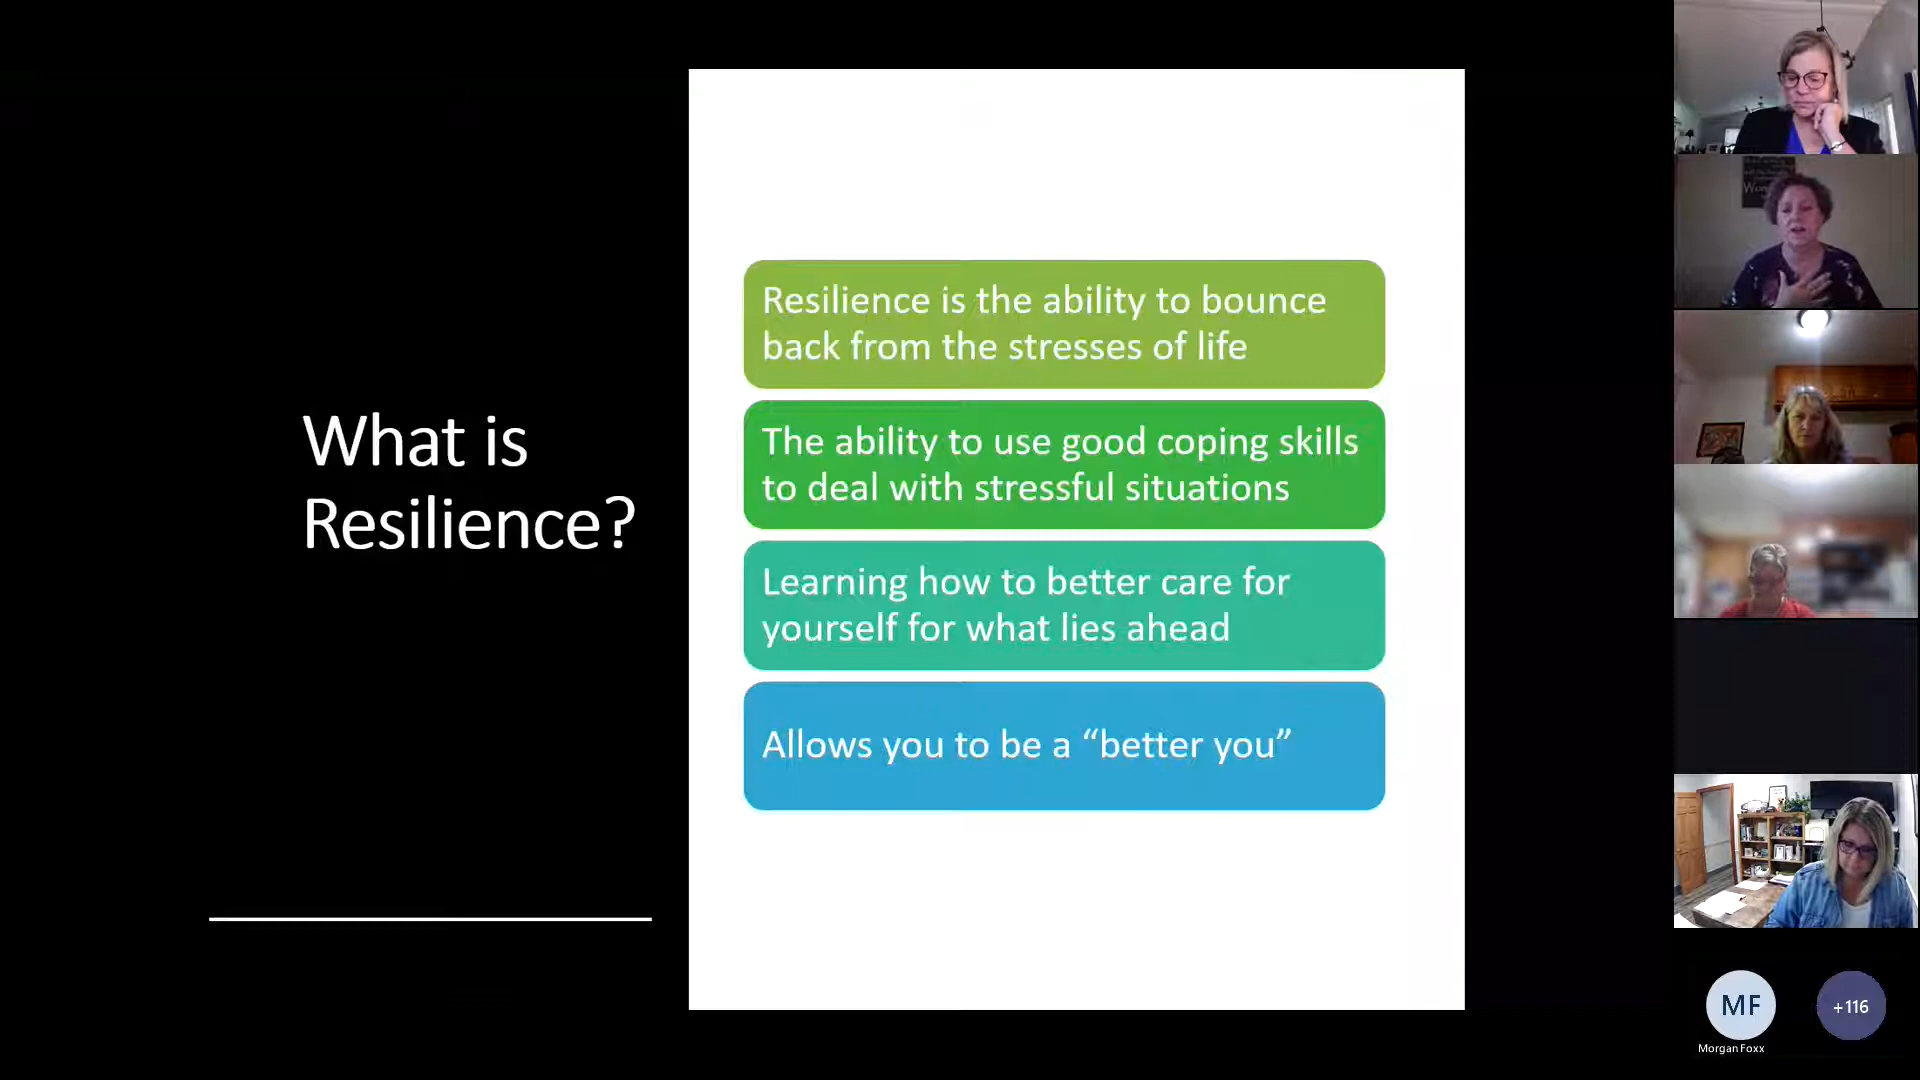 What is
Resilience?
Resilience is the ability to bounce
back from the stresses of life
The ability to use good coping skills
to deal with stressful situations
Learning how to better care for
yourself for what lies ahead
Allows you to be a “better you”
MF
Morgan Foxx
+116